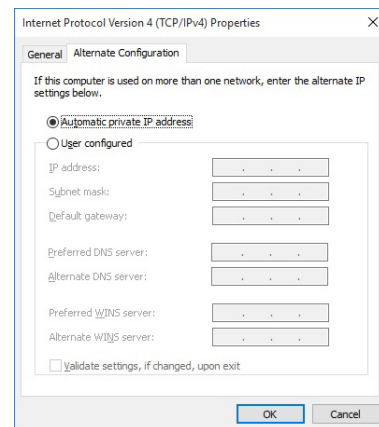 Internet Protocol Version 4 (TCP/IPv4) Properties
General Alternate Configuration
If this computer is used on more than one network, enter the alternate IP
settings below.
Automatic private IP address
User configured
IP address:
Subnet mask:
Default gateway:
Preferred DNS server:
Alternate DNS server:
Preferred WINS server:
Alternate WINS server:
Validate settings, if changed, upon exit
OK Cancel